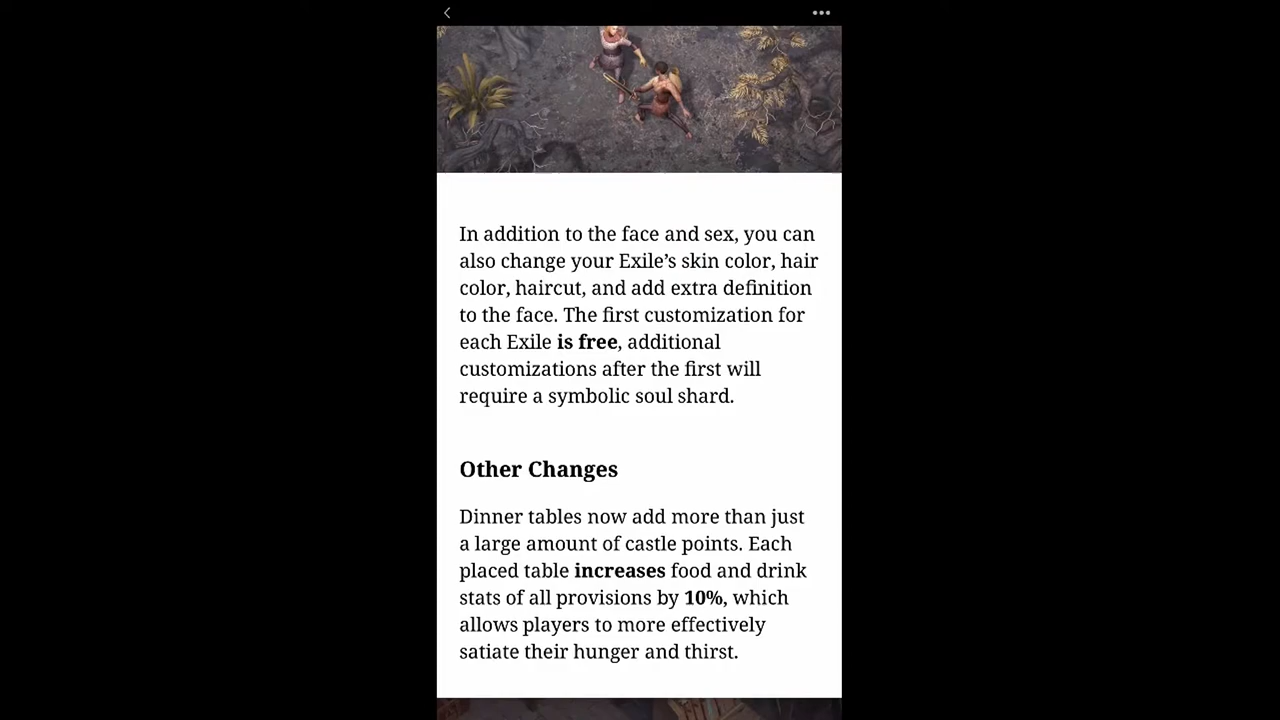 In addition to the face and sex, you can
also change your Exile’s skin color, hair
color, haircut, and add extra definition
to the face. The first customization for
each Exile is free, additional
customizations after the first will
require a symbolic soul shard.
Other Changes
Dinner tables now add more than just
a large amount of castle points. Each
placed table increases food and drink
stats of all provisions by 10%, which
allows players to more effectively
satiate their hunger and thirst.